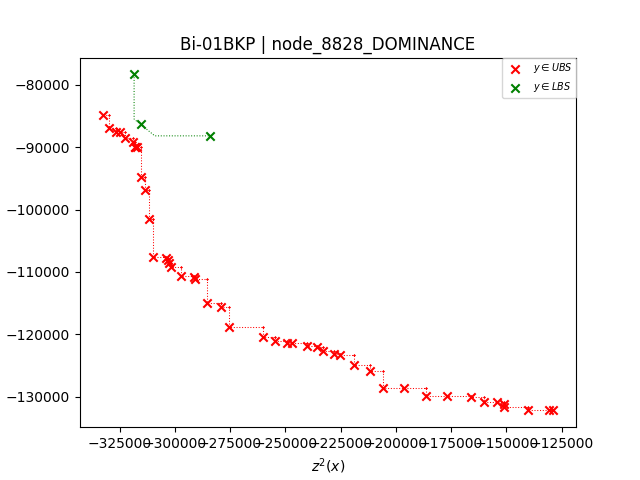 Bi-01BKP | node_8828_DOMINANCE
y ∈ UBS
y ∈ LBS
−80000
−90000
−100000
−110000
−120000
−130000
−325000 −300000 −275000 −250000 −225000 −200000 −175000 −150000 −125000
z²(x)